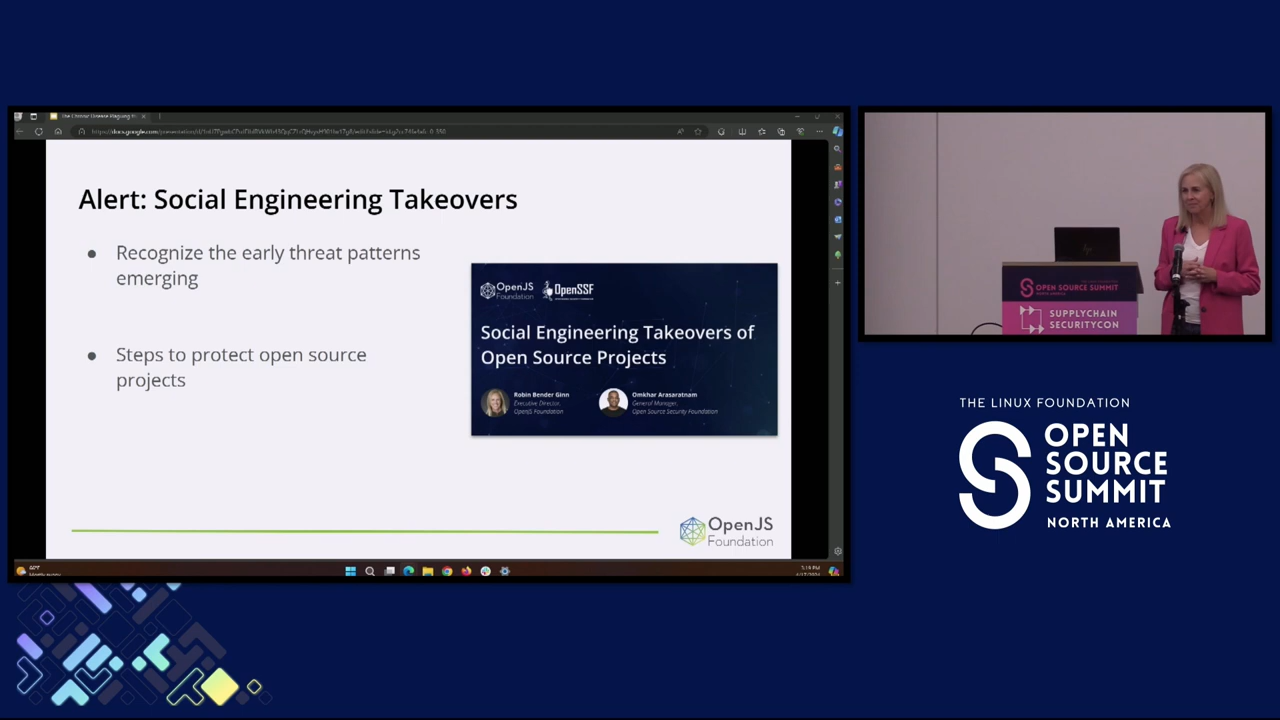 Alert: Social Engineering Takeovers
● Recognize the early threat patterns
emerging
● Steps to protect open source
projects
OpenJS
Foundation
OpenSSF
Social Engineering Takeovers of
Open Source Projects
Robin Bender Ginn
Executive Director,
OpenJS Foundation
Omkhar Arasaratnam
General Manager,
Open Source Security Foundation
OpenJS
Foundation
OPEN SOURCE SUMMIT
NORTH AMERICA
SUPPLYCHAIN
SECURITYCON
THE LINUX FOUNDATION
OPEN
SOURCE
SUMMIT
NORTH AMERICA